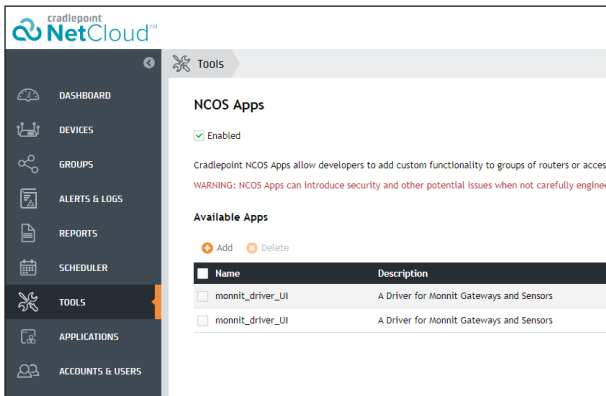 cradlepoint
NetCloud™
Tools
DASHBOARD
DEVICES
GROUPS
ALERTS & LOGS
REPORTS
SCHEDULER
TOOLS
APPLICATIONS
ACCOUNTS & USERS
NCOS Apps
Enabled
Cradlepoint NCOS Apps allow developers to add custom functionality to groups of routers or acces
WARNING: NCOS Apps can introduce security and other potential issues when not carefully enginee
Available Apps
Add Delete
Name Description
monnit_driver_UI A Driver for Monnit Gateways and Sensors
monnit_driver_UI A Driver for Monnit Gateways and Sensors